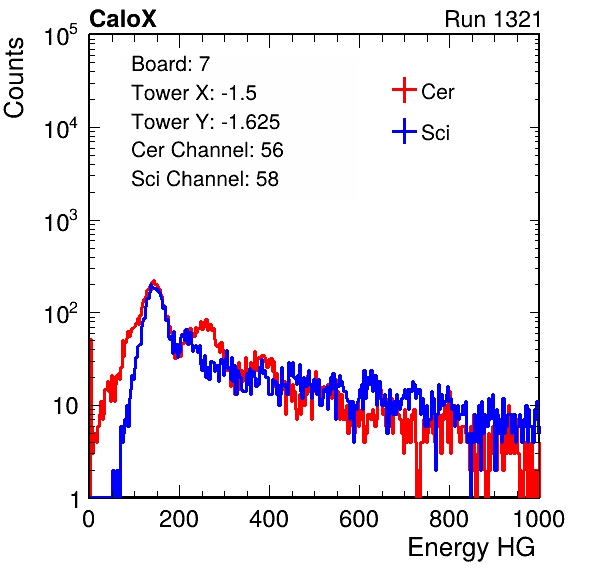 CaloX Run 1321
Counts
10^5
10^4
10^3
10^2
10
1
Board: 7
Tower X: -1.5
Tower Y: -1.625
Cer Channel: 56
Sci Channel: 58
Cer
Sci
0 200 400 600 800 1000
Energy HG